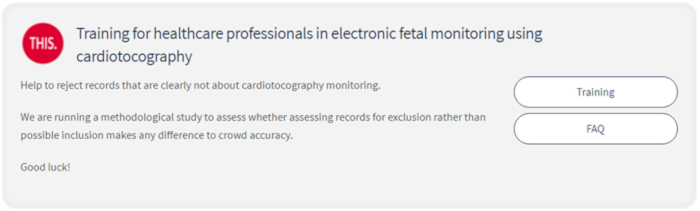 THIS.
Training for healthcare professionals in electronic fetal monitoring using
cardiotocography
Help to reject records that are clearly not about cardiotocography monitoring.
We are running a methodological study to assess whether assessing records for exclusion rather than
possible inclusion makes any difference to crowd accuracy.
Good luck!
Training
FAQ